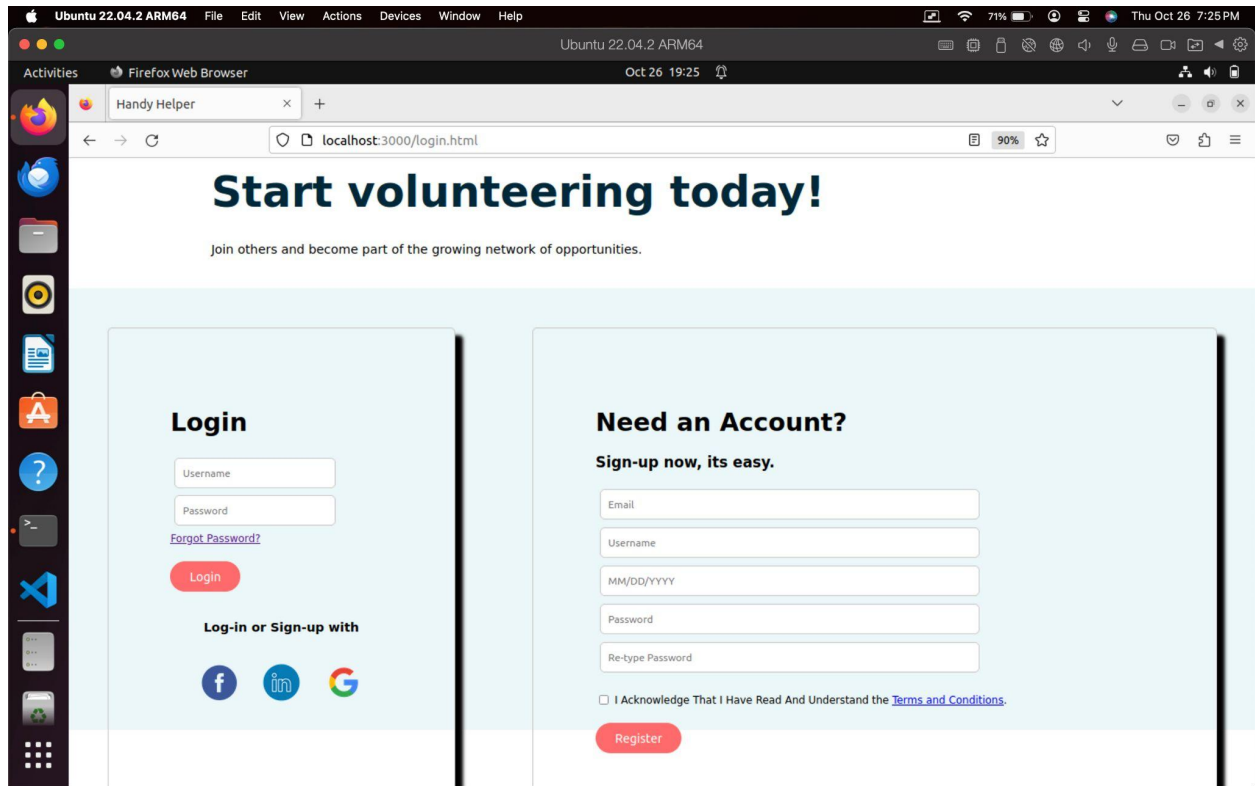 Ubuntu 22.04.2 ARM64 File Edit View Actions Devices Window Help 71% Thu Oct 26 7:25 PM
Ubuntu 22.04.2 ARM64
Activities Firefox Web Browser Oct 26 19:25
Handy Helper
localhost:3000/login.html 90%
Start volunteering today!
Join others and become part of the growing network of opportunities.
Login
Username
Password
Forgot Password?
Login
Log-in or Sign-up with
f in G
Need an Account?
Sign-up now, its easy.
Email
Username
MM/DD/YYYY
Password
Re-type Password
I Acknowledge That I Have Read And Understand the Terms and Conditions.
Register